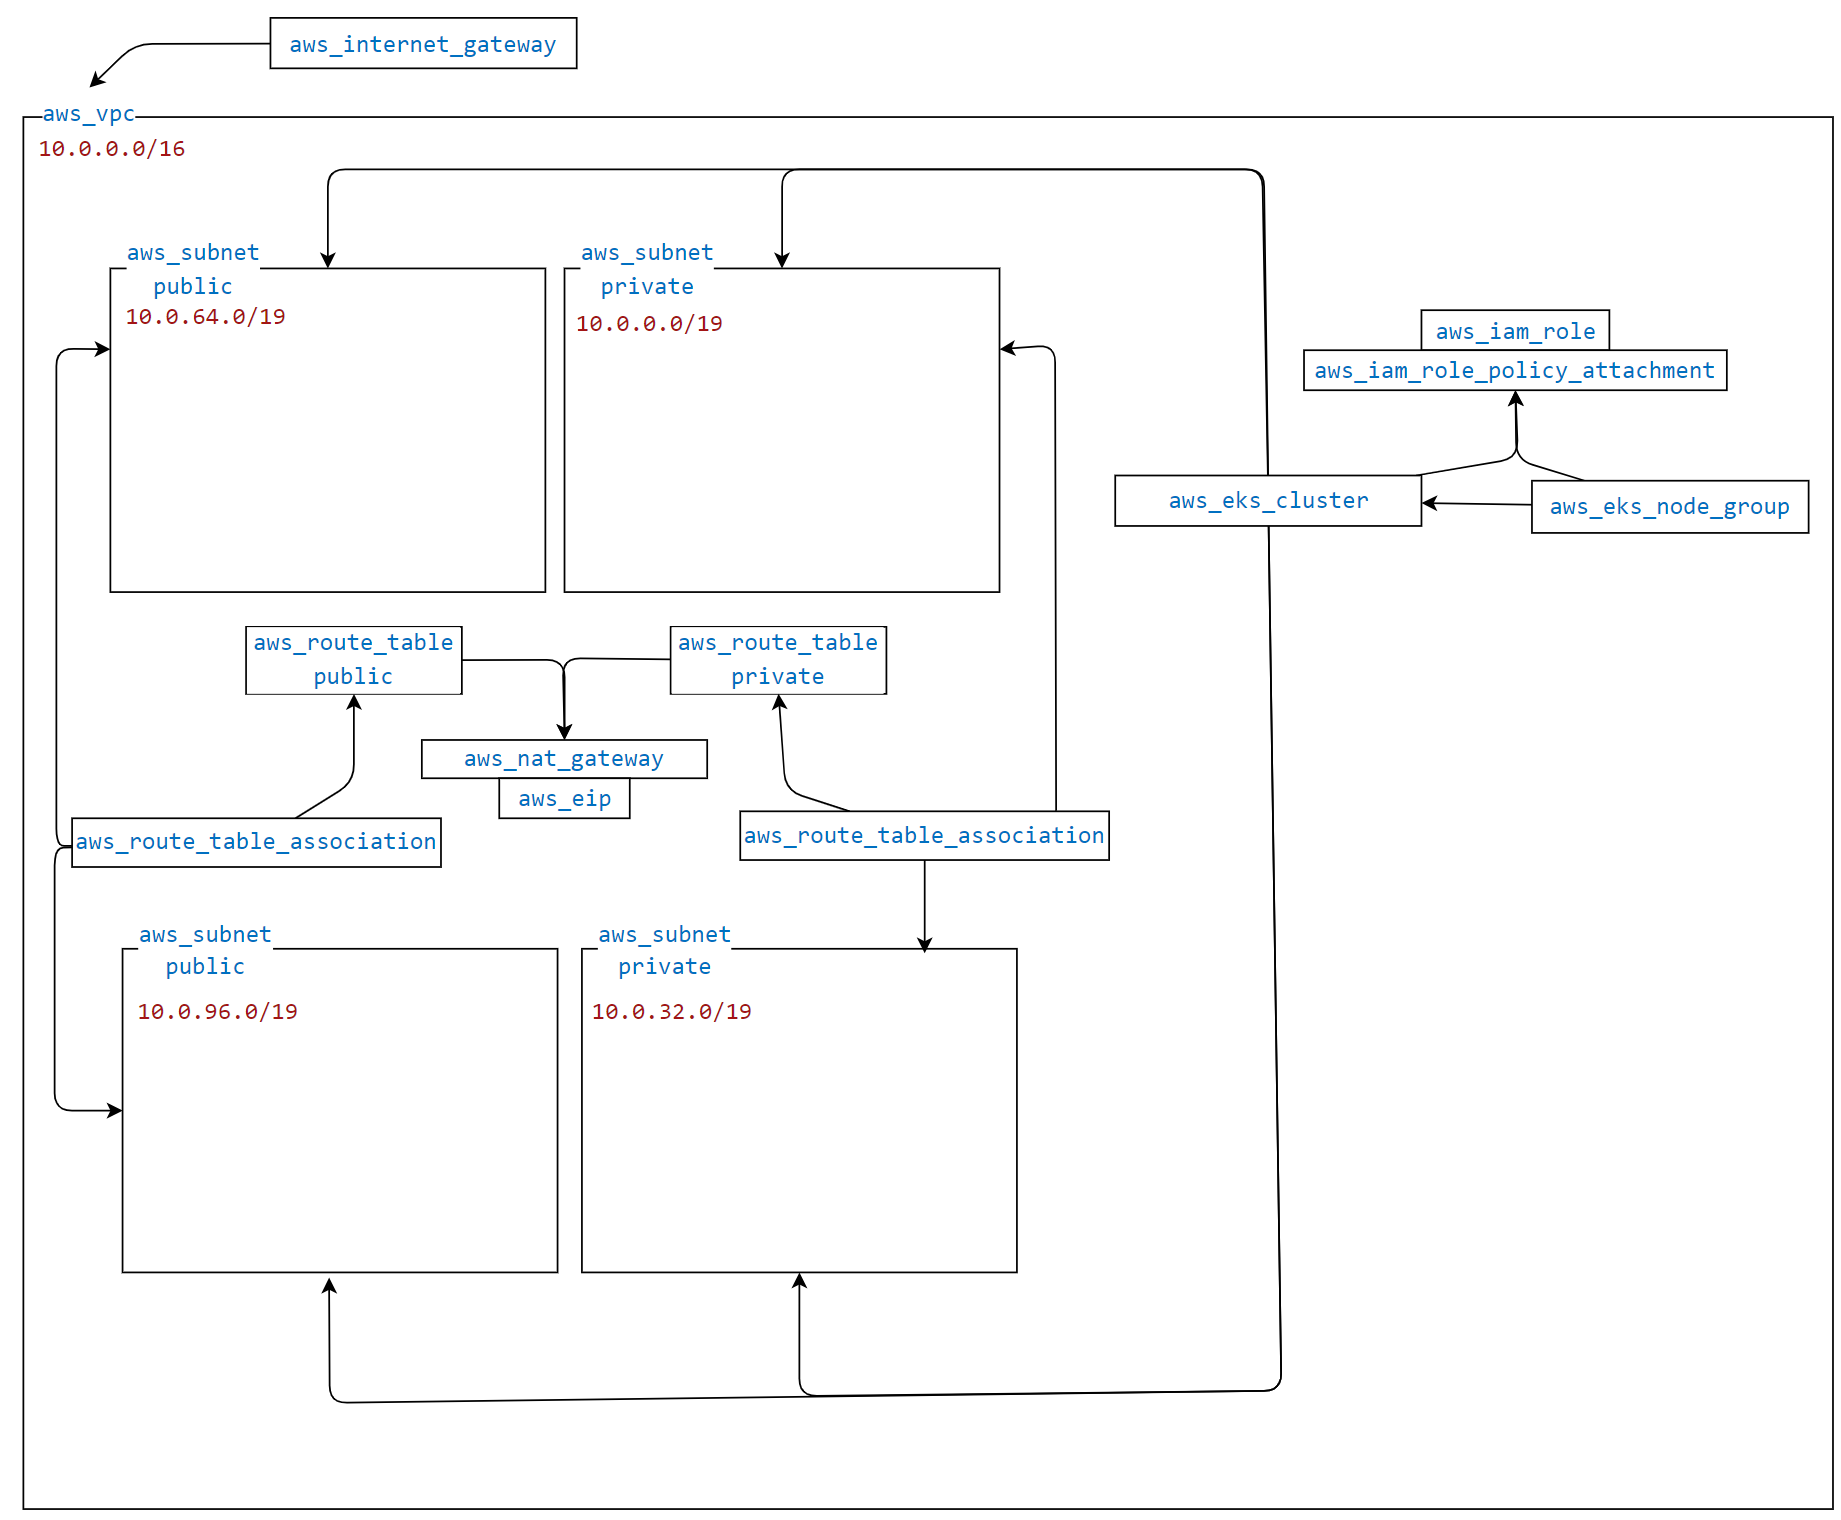 aws_internet_gateway
aws_vpc
10.0.0.0/16
aws_subnet
public
10.0.64.0/19
aws_subnet
private
10.0.0.0/19
aws_iam_role
aws_iam_role_policy_attachment
aws_eks_cluster
aws_eks_node_group
aws_route_table
public
aws_route_table
private
aws_nat_gateway
aws_eip
aws_route_table_association
aws_route_table_association
aws_subnet
public
10.0.96.0/19
aws_subnet
private
10.0.32.0/19